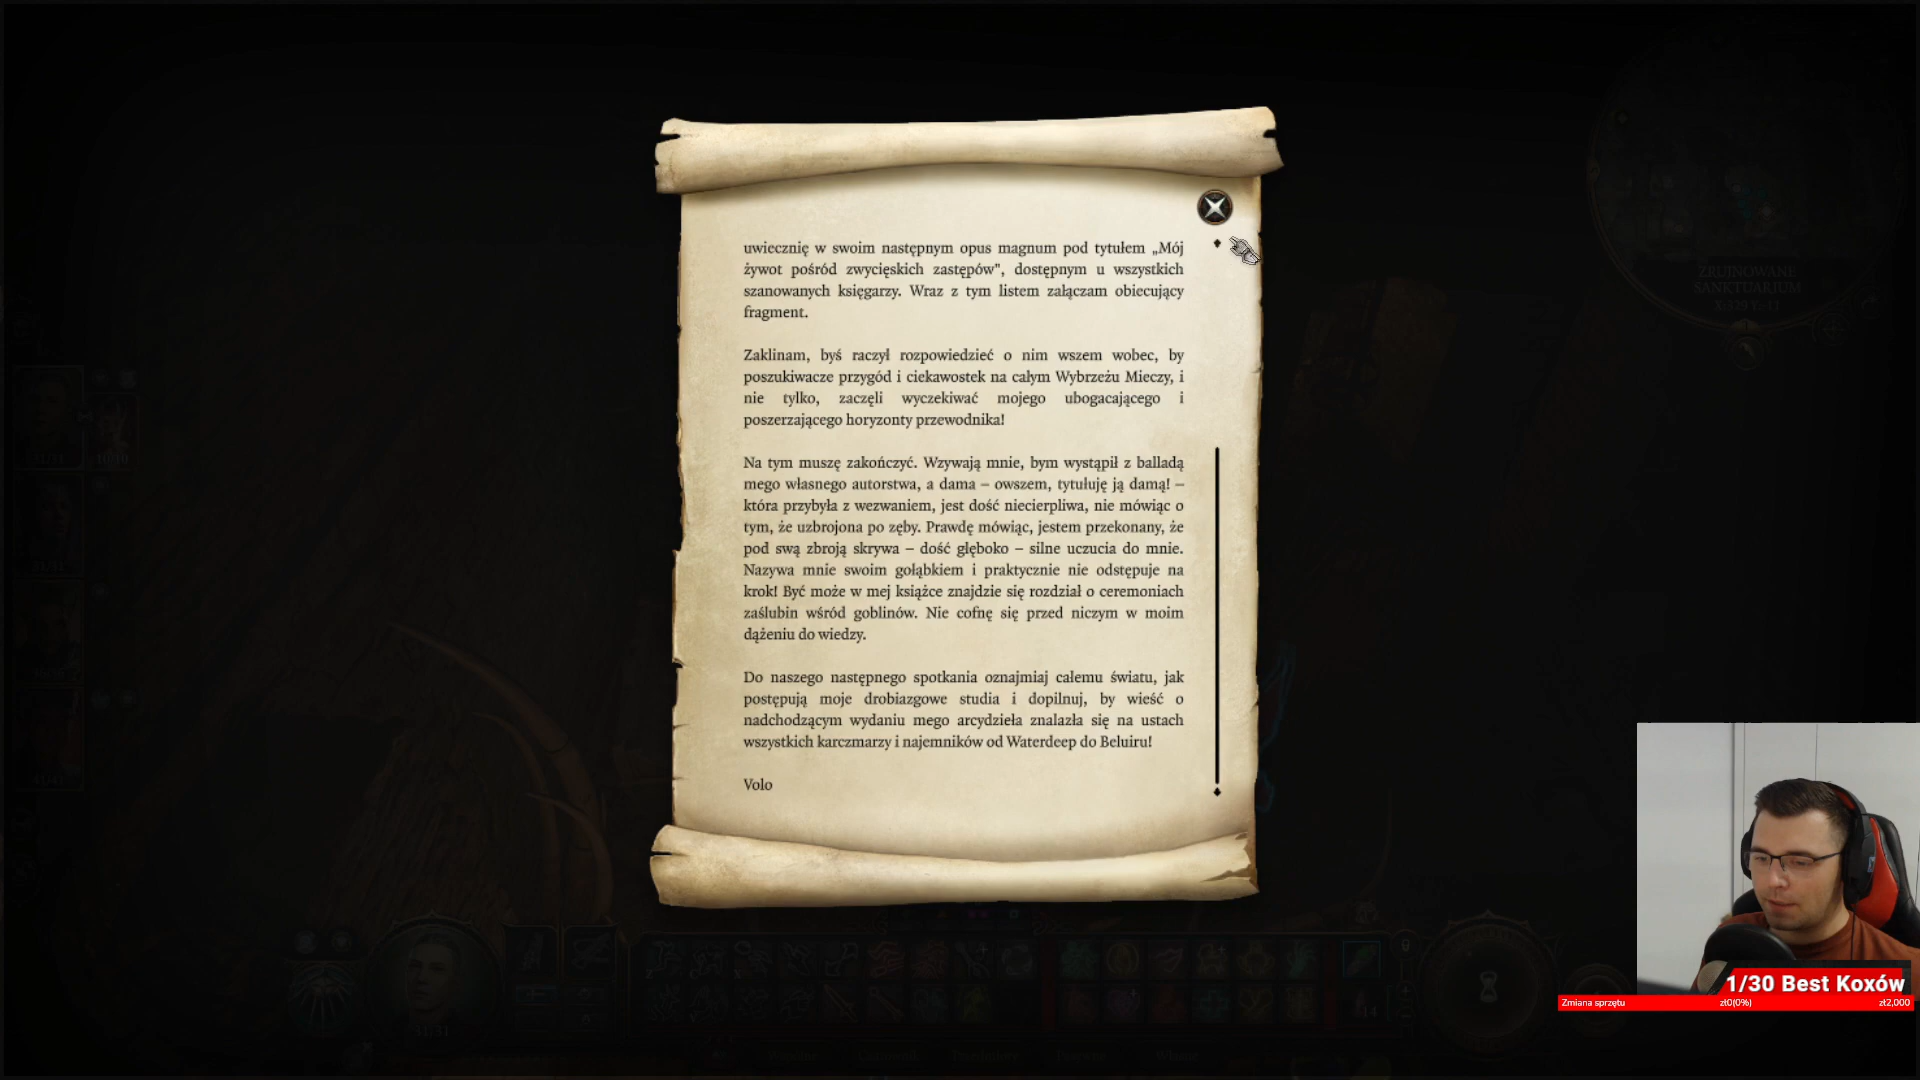 uwiecznię w swoim następnym opus magnum pod tytułem „Mój
żywot pośród zwycięskich zastępów”, dostępnym u wszystkich
szanowanych księgarzy. Wraz z tym listem załączam obiecujący
fragment.
Zaklinam, byś raczył rozpowiedzieć o nim wszem wobec, by
poszukiwacze przygód i ciekawostek na całym Wybrzeżu Mieczy, i
nie tylko, zaczęli wyczekiwać mojego ubogacającego i
poszerzającego horyzonty przewodnika!
Na tym muszę zakończyć. Wzywają mnie, bym wystąpił z balladą
mego własnego autorstwa, a dama – owszem, tytułuję ją damą! –
która przybyła z wezwaniem, jest dość niecierpliwa, nie mówiąc o
tym, że uzbrojona po zęby. Prawdę mówiąc, jestem przekonany, że
pod swą zbroją skrywa – dość głęboko – silne uczucia do mnie.
Nazywa mnie swoim gołąbkiem i praktycznie nie odstępuje na
krok! Być może w mej książce znajdzie się rozdział o ceremoniach
zaślubin wśród goblinów. Nie cofnę się przed niczym w moim
dążeniu do wiedzy.
Do naszego następnego spotkania oznajmiaj całemu światu, jak
postępują moje drobiazgowe studia i dopilnuj, by wieść o
nadchodzącym wydaniu mego arcydzieła znalazła się na ustach
wszystkich karczmarzy i najemników od Waterdeep do Beluiru!
Volo
ZRUJNOWANE
SANKTUARIUM
1/30 Best Koxów
Zmiana sprzętu zł0(0%) zł2,000